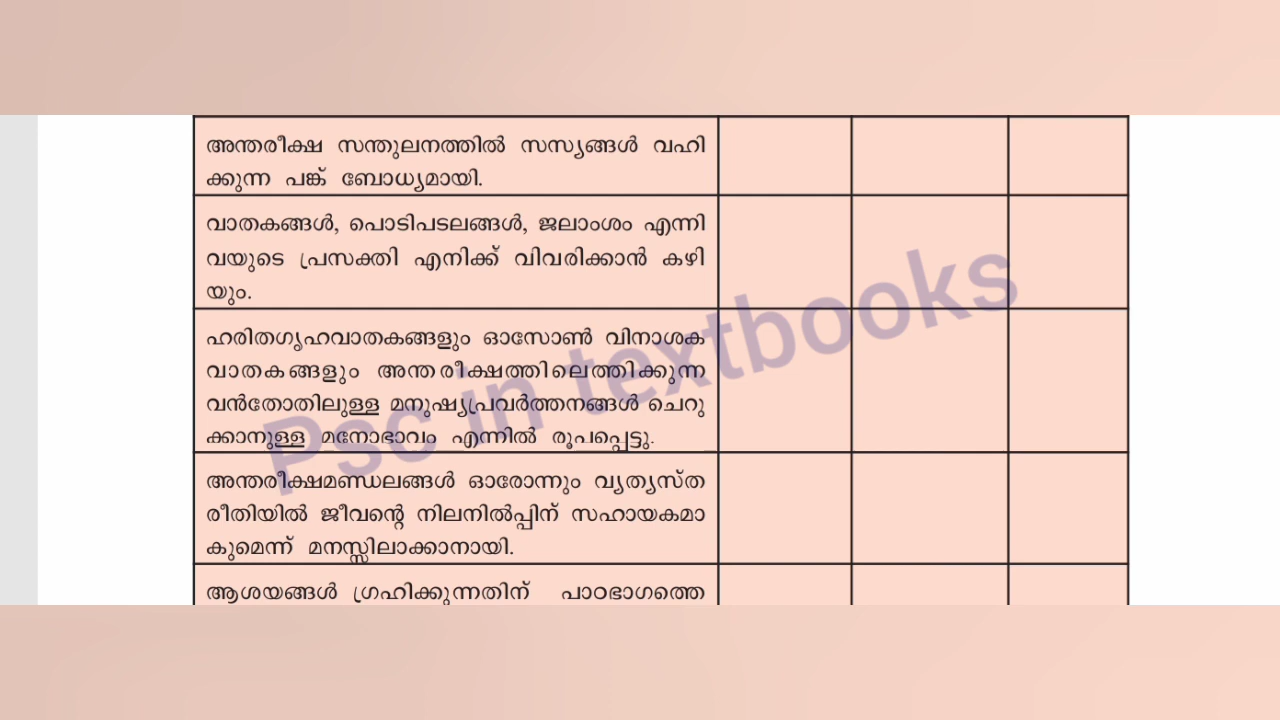 അന്തരീക്ഷ സന്തുലനത്തിൽ സസ്യങ്ങൾ വഹി
ക്കുന്ന പങ്ക് ബോധ്യമായി.
വാതകങ്ങൾ, പൊടിപടലങ്ങൾ, ജലാംശം എന്നി
വയുടെ പ്രസക്തി എനിക്ക് വിവരിക്കാൻ കഴി
യും.
ഹരിതഗൃഹവാതകങ്ങളും ഓസോൺ വിനാശക
വാതകങ്ങളും അന്തരീക്ഷത്തിലെത്തിക്കുന്ന
വൻതോതിലുള്ള മനുഷ്യപ്രവർത്തനങ്ങൾ ചെറു
ക്കാനുള്ള മനോഭാവം എന്നിൽ രൂപപ്പെട്ടു.
അന്തരീക്ഷമണ്ഡലങ്ങൾ ഓരോന്നും വ്യത്യസ്ത
രീതിയിൽ ജീവന്റെ നിലനിൽപ്പിന് സഹായകമാ
കുമെന്ന് മനസ്സിലാക്കാനായി.
ആശയങ്ങൾ ഗ്രഹിക്കുന്നതിന് പാഠഭാഗത്തെ
Psc in textbooks